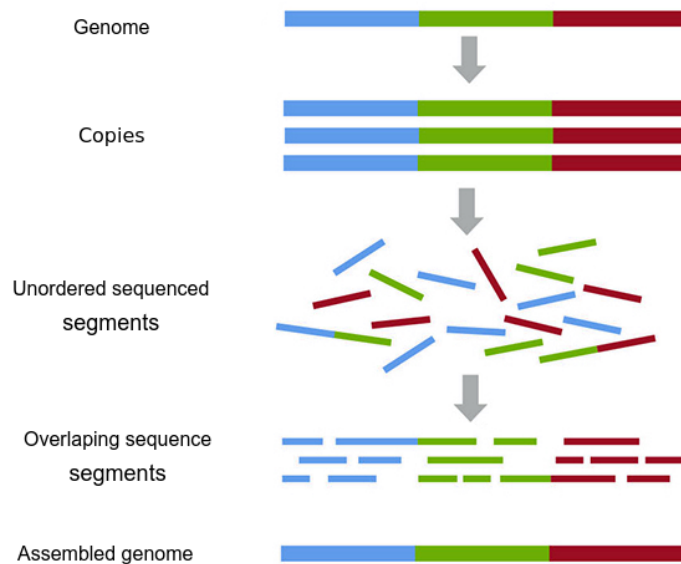 Genome
Copies
Unordered sequenced
segments
Overlaping sequence
segments
Assembled genome